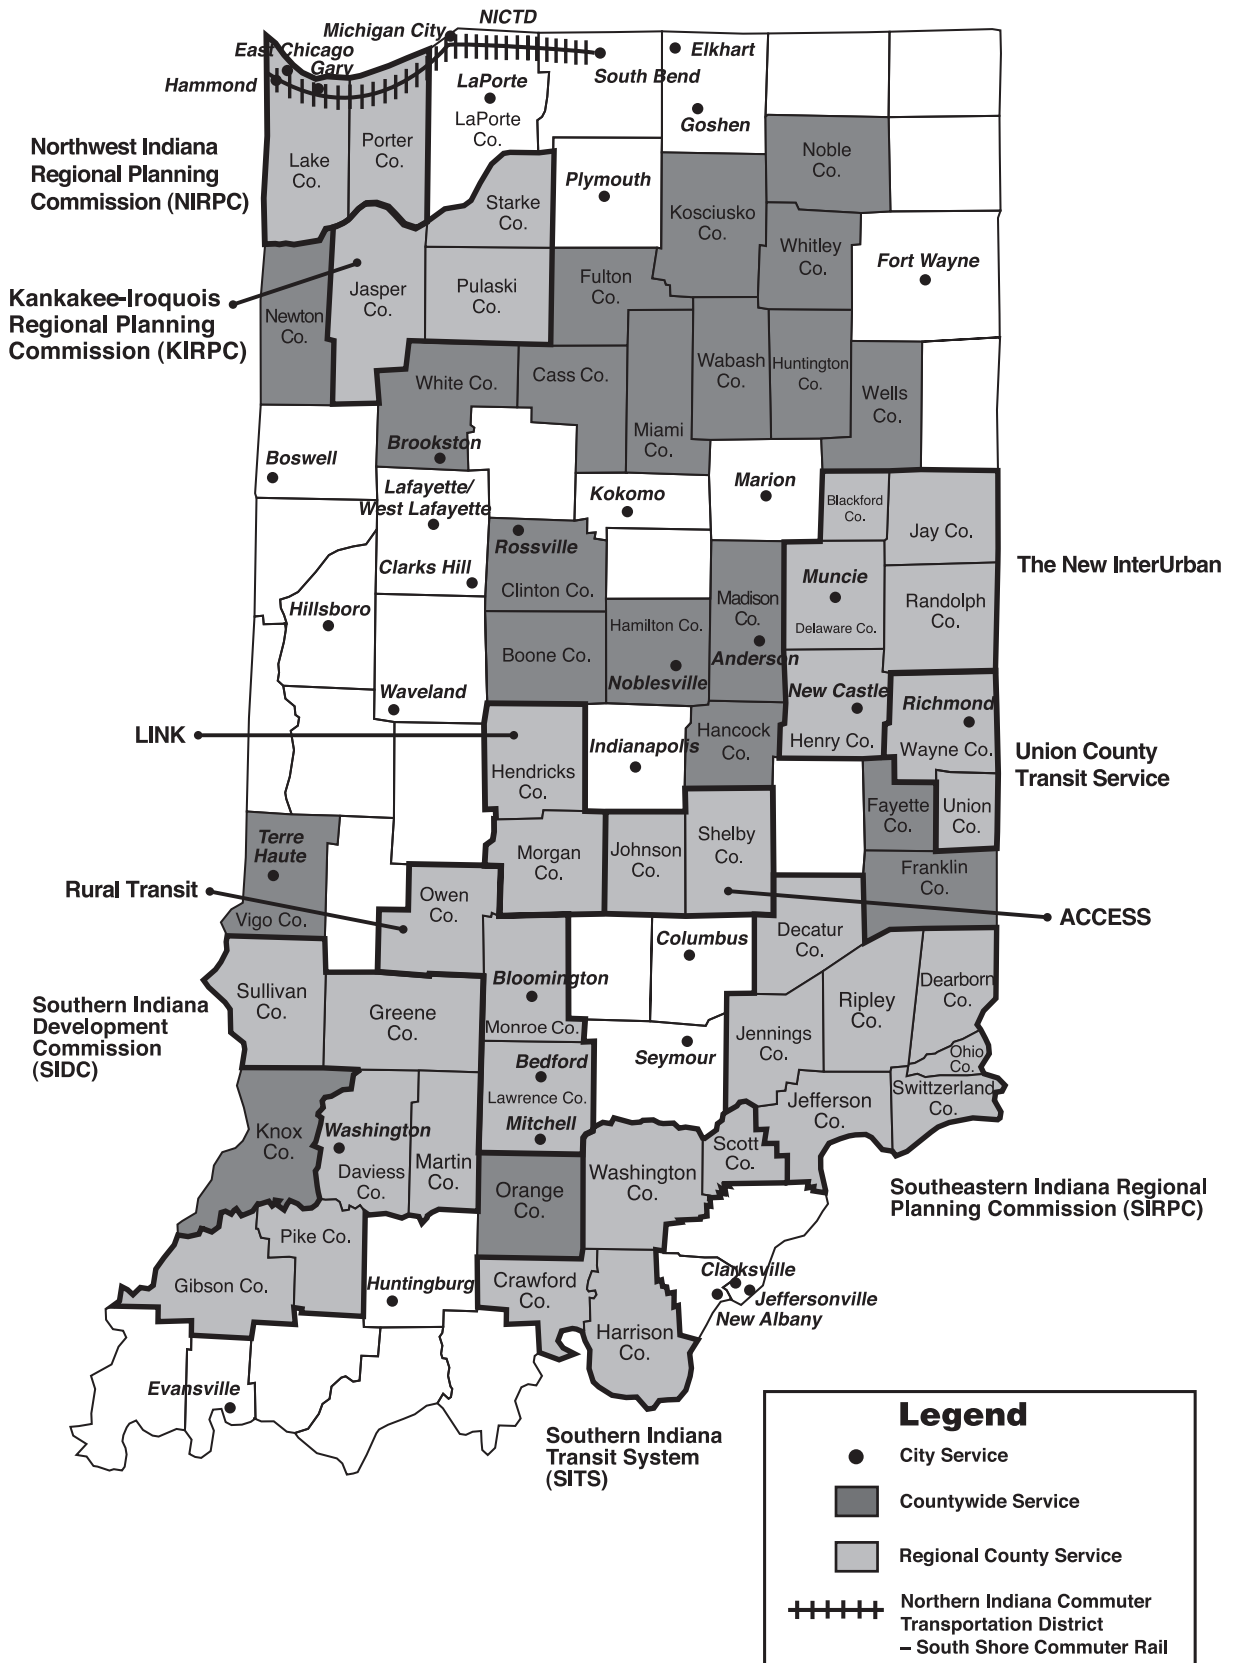 NICTD
Michigan City
East Chicago
Gary
Hammond
South Bend
Elkhart
LaPorte
LaPorte
Co.
Goshen
Northwest Indiana
Regional Planning
Commission (NIRPC)
Lake
Co.
Porter
Co.
Noble
Co.
Plymouth
Starke
Co.
Kosciusko
Co.
Whitley
Co.
Fort Wayne
Kankakee-Iroquois
Regional Planning
Commission (KIRPC)
Newton
Co.
Jasper
Co.
Pulaski
Co.
Fulton
Co.
White Co.
Cass Co.
Wabash
Co.
Huntington
Co.
Wells
Co.
Miami
Co.
Brookston
Boswell
Lafayette/
West Lafayette
Kokomo
Marion
Blackford
Co.
Jay Co.
Rossville
Clarks Hill
Clinton Co.
The New InterUrban
Muncie
Delaware Co.
Madison
Co.
Randolph
Co.
Hillsboro
Hamilton Co.
Boone Co.
Anderson
Noblesville
Waveland
New Castle
Henry Co.
Richmond
Wayne Co.
LINK
Hendricks
Co.
Indianapolis
Hancock
Co.
Union County
Transit Service
Fayette
Co.
Union
Co.
Terre
Haute
Vigo Co.
Morgan
Co.
Johnson
Co.
Shelby
Co.
Franklin
Co.
Rural Transit
Owen
Co.
ACCESS
Columbus
Decatur
Co.
Southern Indiana
Development
Commission
(SIDC)
Sullivan
Co.
Greene
Co.
Bloomington
Monroe Co.
Jennings
Co.
Ripley
Co.
Dearborn
Co.
Ohio
Co.
Seymour
Bedford
Lawrence Co.
Mitchell
Jefferson
Co.
Switzerland
Co.
Knox
Co.
Washington
Daviess
Co.
Martin
Co.
Orange
Co.
Washington
Co.
Scott
Co.
Southeastern Indiana Regional
Planning Commission (SIRPC)
Pike Co.
Gibson Co.
Huntingburg
Crawford
Co.
Harrison
Co.
Clarksville
Jeffersonville
New Albany
Evansville
Southern Indiana
Transit System
(SITS)
Legend
City Service
Countywide Service
Regional County Service
Northern Indiana Commuter
Transportation District
– South Shore Commuter Rail